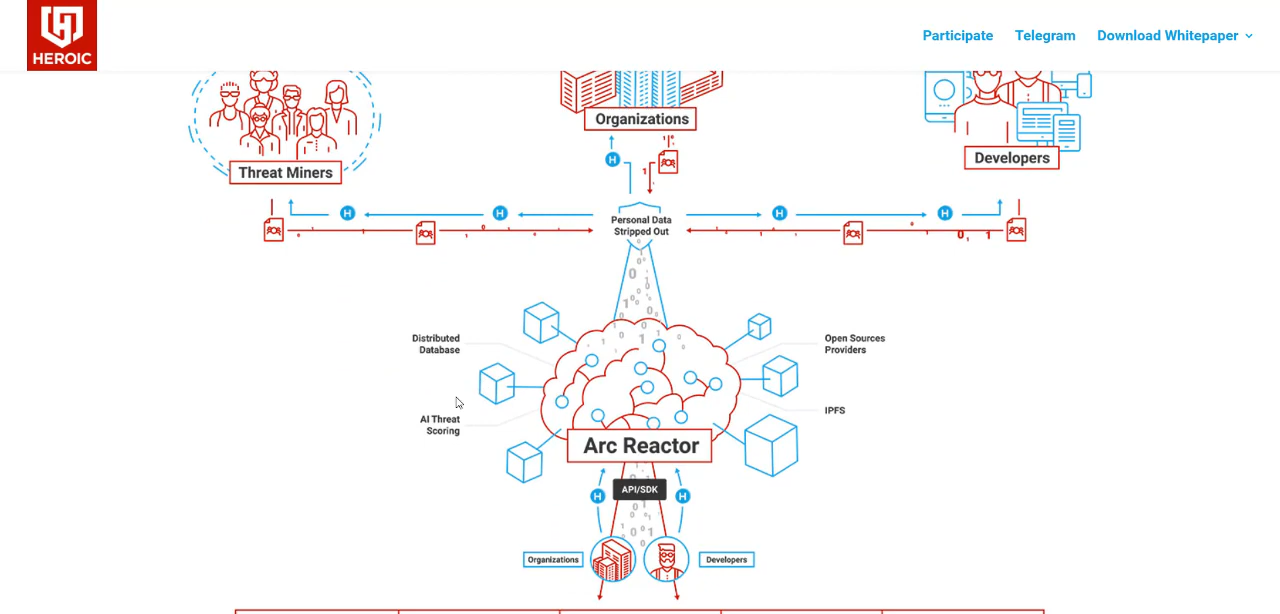 HEROIC
Participate
Telegram
Download Whitepaper
Organizations
Threat Miners
Developers
H
H
H
H
H
Personal Data
Stripped Out
Distributed
Database
Open Sources
Providers
AI Threat
Scoring
IPFS
Arc Reactor
API/SDK
H
H
Organizations
Developers